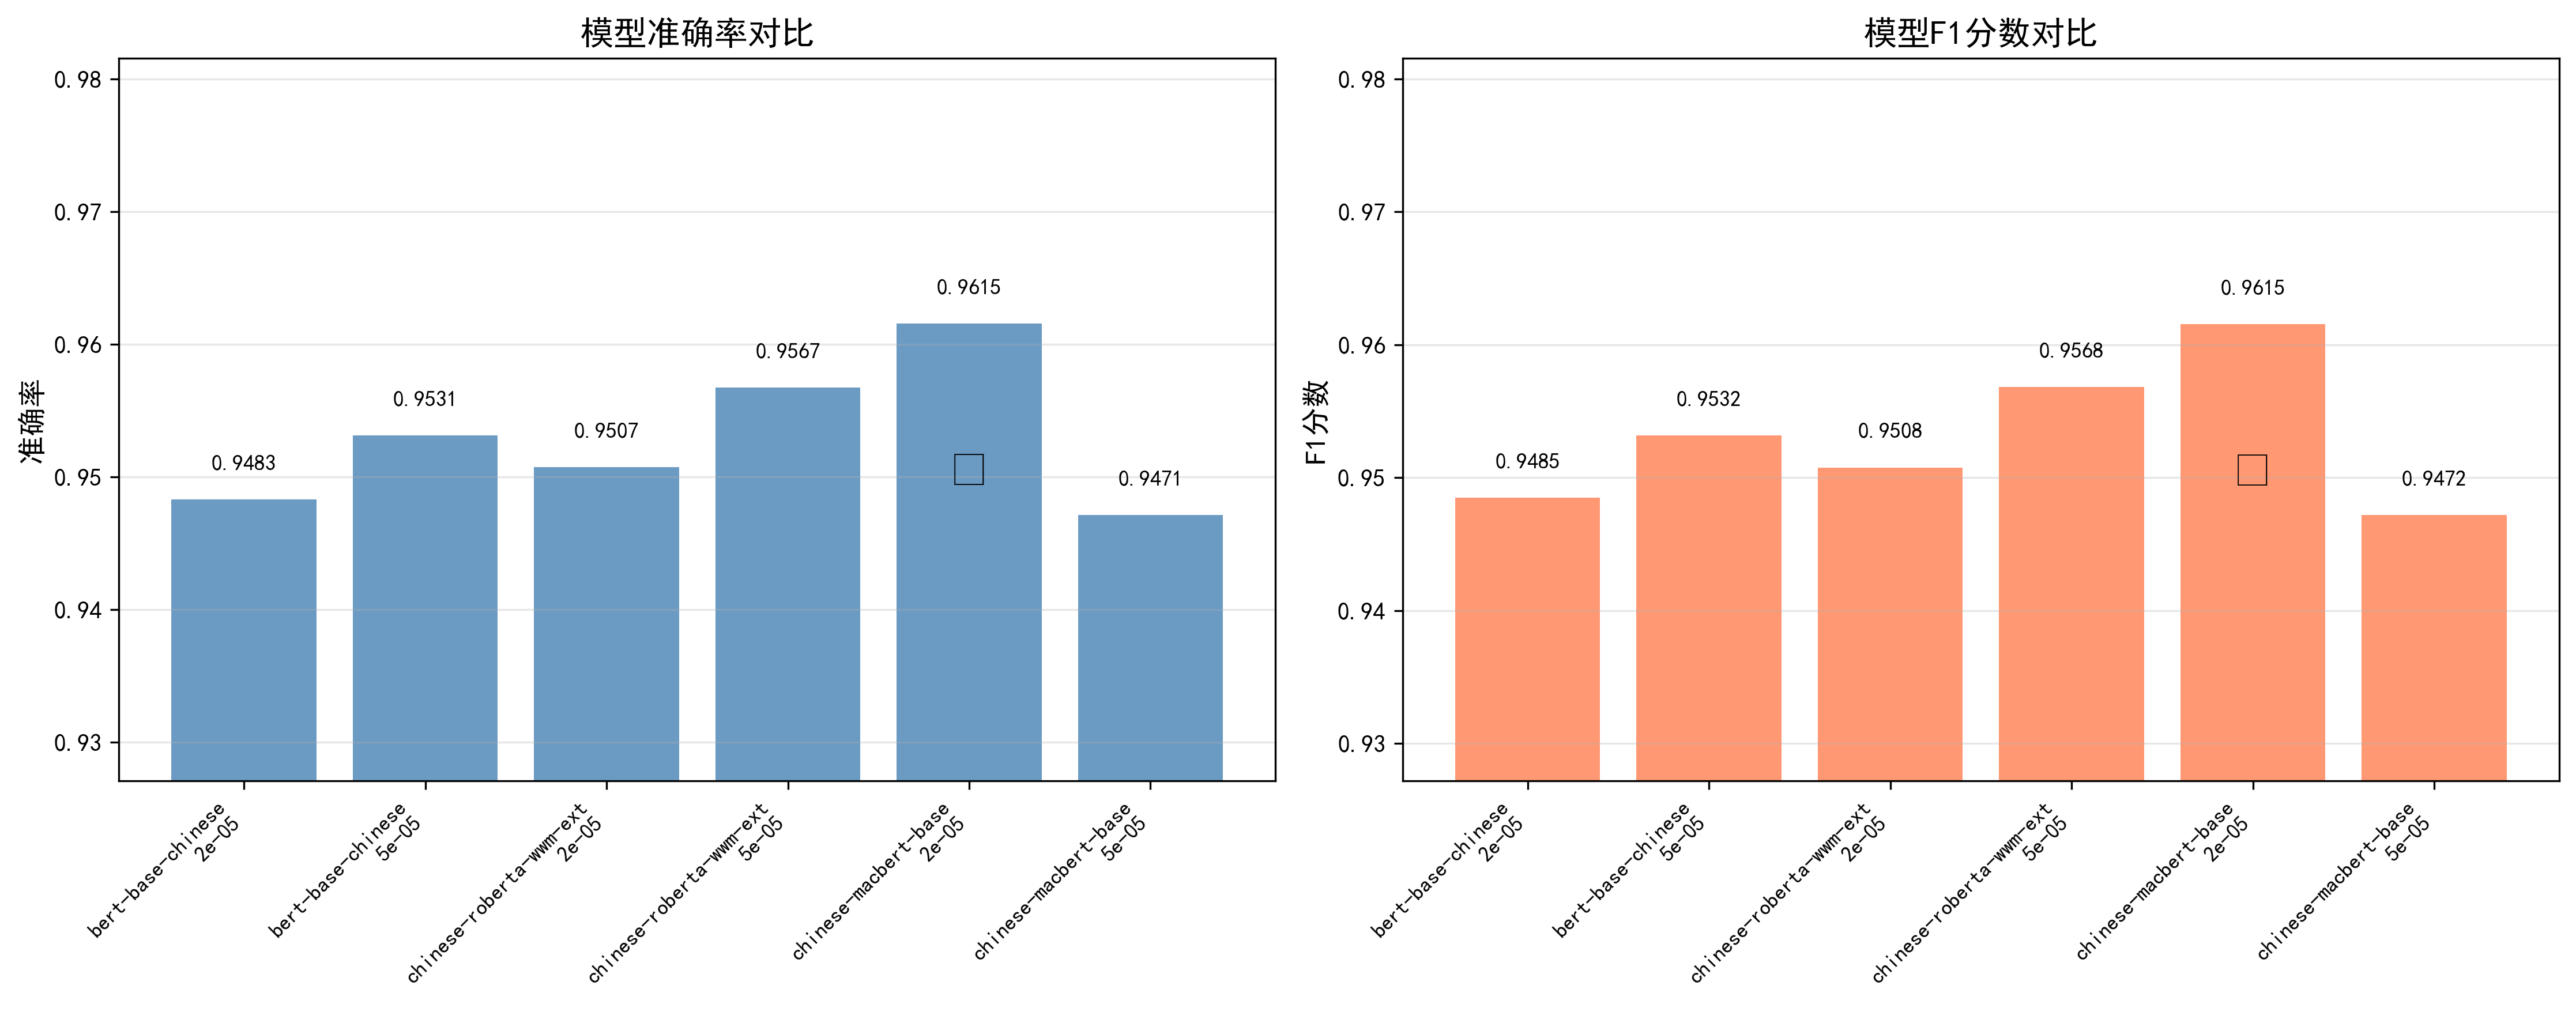 模型准确率对比
准确率
0.98
0.97
0.96
0.95
0.94
0.93
0.9483
0.9531
0.9507
0.9567
0.9615
0.9471
bert-base-chinese
2e-05
bert-base-chinese
5e-05
chinese-roberta-wwm-ext
2e-05
chinese-roberta-wwm-ext
5e-05
chinese-macbert-base
2e-05
chinese-macbert-base
5e-05
模型F1分数对比
F1分数
0.98
0.97
0.96
0.95
0.94
0.93
0.9485
0.9532
0.9508
0.9568
0.9615
0.9472
bert-base-chinese
2e-05
bert-base-chinese
5e-05
chinese-roberta-wwm-ext
2e-05
chinese-roberta-wwm-ext
5e-05
chinese-macbert-base
2e-05
chinese-macbert-base
5e-05